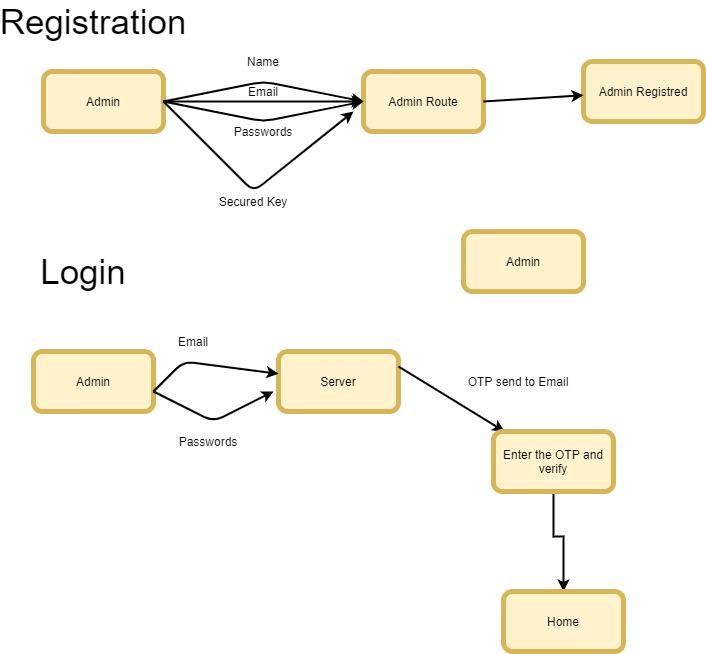 Registration
Name
Admin
Email
Admin Route
Admin Registred
Passwords
Secured Key
Admin
Login
Email
Admin
Server
OTP send to Email
Passwords
Enter the OTP and
verify
Home